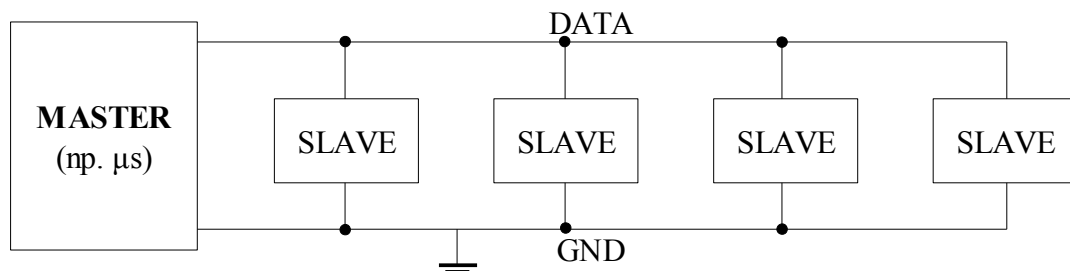 DATA
MASTER
(np. µs)
SLAVE
SLAVE
SLAVE
SLAVE
GND